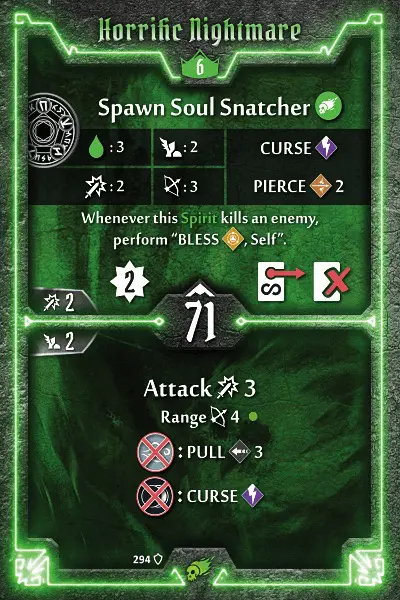 Horrific Nightmare
6
Spawn Soul Snatcher
: 3 : 2 CURSE
: 2 : 3 PIERCE 2
Whenever this Spirit kills an enemy,
perform “BLESS , Self”.
2
2
71
2
Attack 3
Range 4
: PULL 3
: CURSE
294